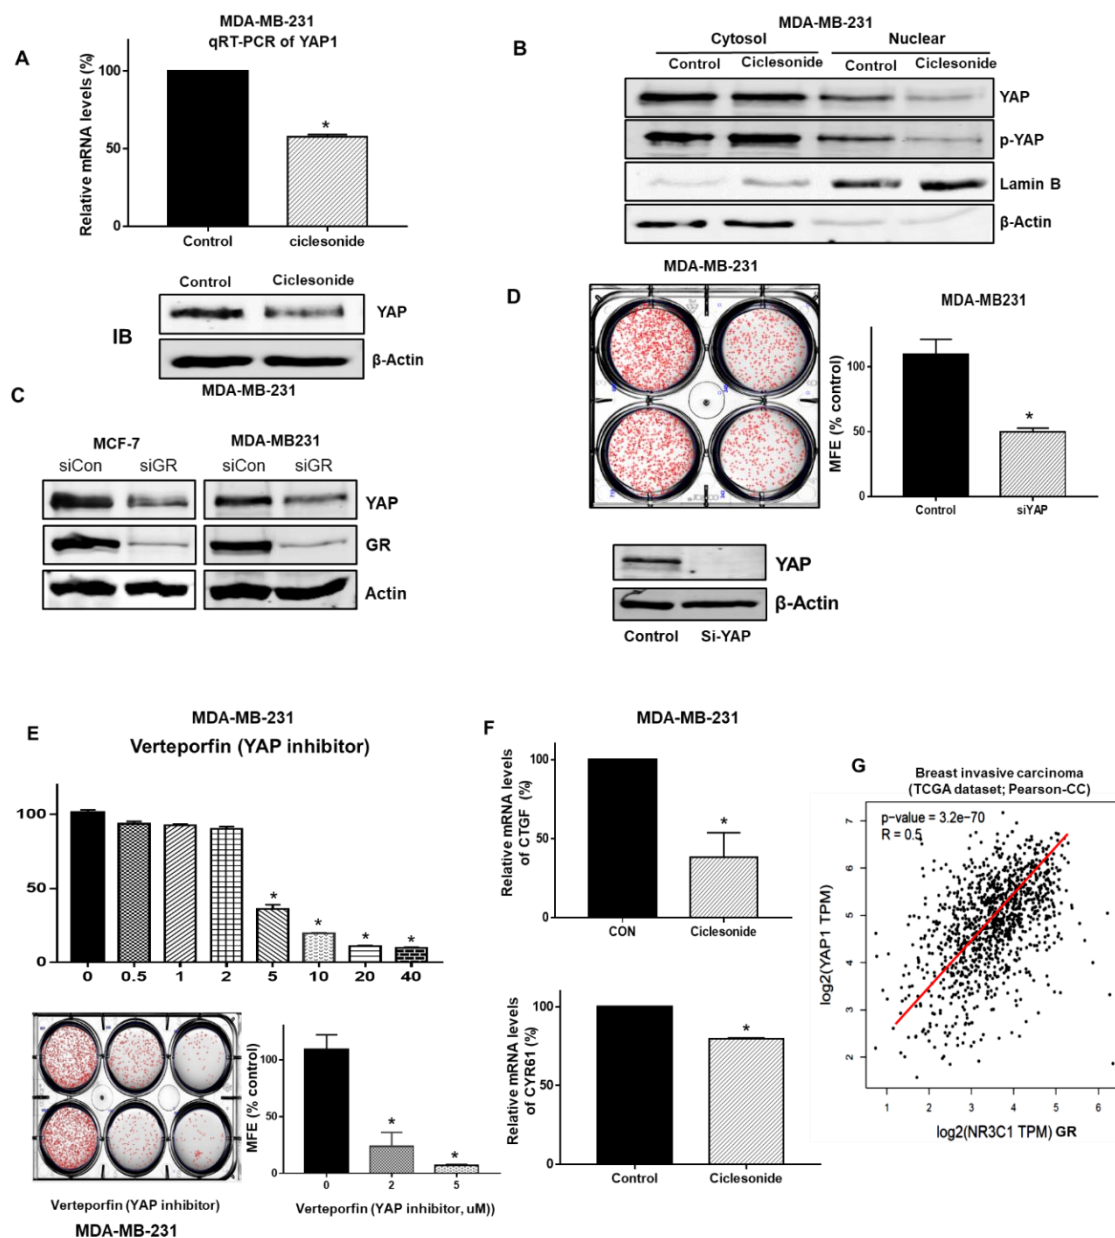 A
MDA-MB-231
qRT-PCR of YAP1
Relative mRNA levels (%)
100
50
0
Control
ciclesonide
*
Control
Ciclesonide
YAP
IB
β-Actin
MDA-MB-231
B
MDA-MB-231
Cytosol
Nuclear
Control
Ciclesonide
Control
Ciclesonide
YAP
p-YAP
Lamin B
β-Actin
C
MCF-7
MDA-MB231
siCon
siGR
siCon
siGR
YAP
GR
Actin
D
MDA-MB-231
MDA-MB231
MFE (% control)
100
50
0
*
Control
siYAP
YAP
β-Actin
Control
Si-YAP
E
MDA-MB-231
Verteporfin (YAP inhibitor)
100
50
0
*
*
*
*
0
0.5
1
2
5
10
20
40
MFE (% control)
100
50
0
*
*
0
2
5
Verteporfin (YAP inhibitor)
Verteporfin (YAP inhibitor, uM))
MDA-MB-231
F
MDA-MB-231
Relative mRNA levels
of CTGF (%)
100
50
0
*
CON
Ciclesonide
Relative mRNA levels
of CYR61 (%)
100
50
0
*
Control
Ciclesonide
G
Breast invasive carcinoma
(TCGA dataset; Pearson-CC)
p-value = 3.2e-70
R = 0.5
log2(YAP1 TPM)
7
6
5
4
3
2
1
2
3
4
5
6
log2(NR3C1 TPM) GR